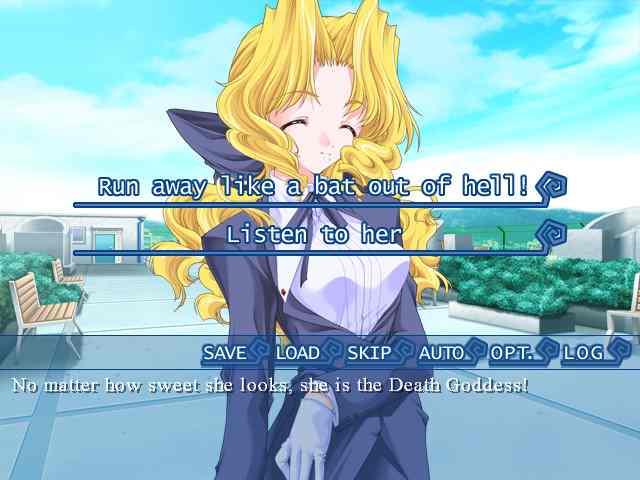 Run away like a bat out of hell!
Listen to her
SAVE LOAD SKIP AUTO OPT. LOG
No matter how sweet she looks, she is the Death Goddess!